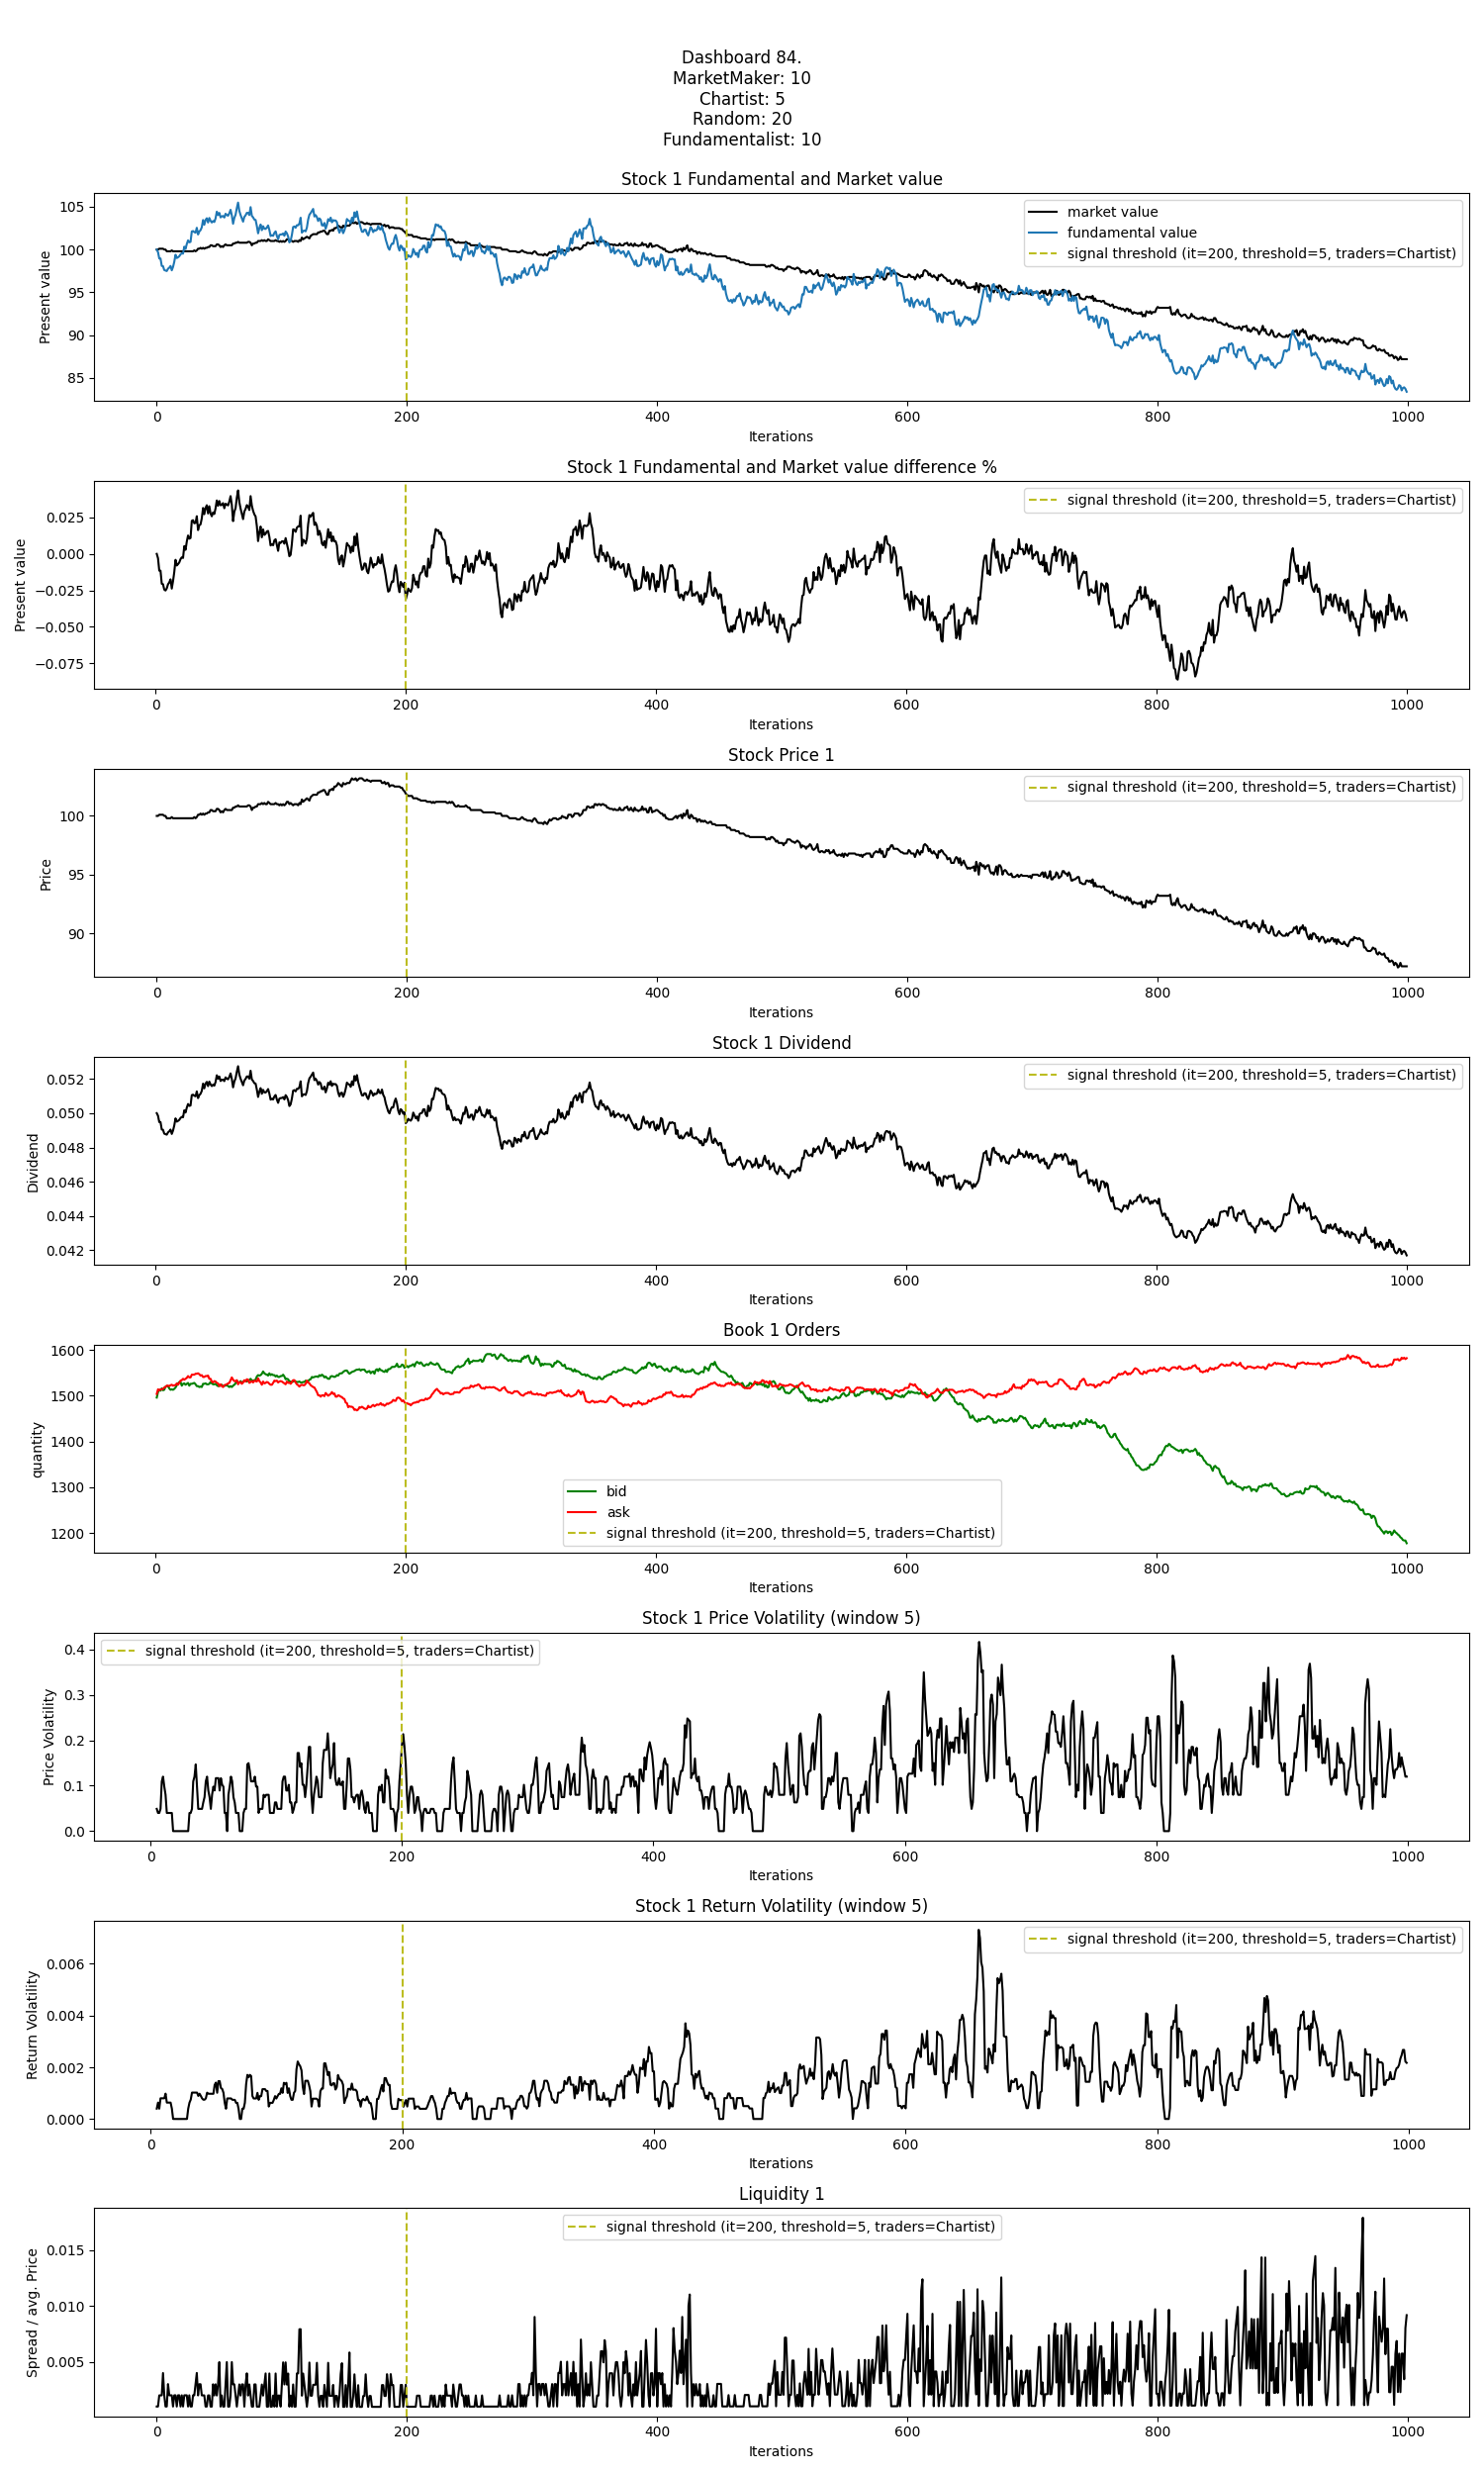 Dashboard 84.
MarketMaker: 10
Chartist: 5
Random: 20
Fundamentalist: 10
Stock 1 Fundamental and Market value
Present value
105
100
95
90
85
market value
fundamental value
signal threshold (it=200, threshold=5, traders=Chartist)
0 200 400 600 800 1000
Iterations
Stock 1 Fundamental and Market value difference %
Present value
0.025
0.000
−0.025
−0.050
−0.075
signal threshold (it=200, threshold=5, traders=Chartist)
0 200 400 600 800 1000
Iterations
Stock Price 1
Price
100
95
90
signal threshold (it=200, threshold=5, traders=Chartist)
0 200 400 600 800 1000
Iterations
Stock 1 Dividend
Dividend
0.052
0.050
0.048
0.046
0.044
0.042
signal threshold (it=200, threshold=5, traders=Chartist)
0 200 400 600 800 1000
Iterations
Book 1 Orders
quantity
1600
1500
1400
1300
1200
bid
ask
signal threshold (it=200, threshold=5, traders=Chartist)
0 200 400 600 800 1000
Iterations
Stock 1 Price Volatility (window 5)
Price Volatility
0.4
0.3
0.2
0.1
0.0
signal threshold (it=200, threshold=5, traders=Chartist)
0 200 400 600 800 1000
Iterations
Stock 1 Return Volatility (window 5)
Return Volatility
0.006
0.004
0.002
0.000
signal threshold (it=200, threshold=5, traders=Chartist)
0 200 400 600 800 1000
Iterations
Liquidity 1
Spread / avg. Price
0.015
0.010
0.005
signal threshold (it=200, threshold=5, traders=Chartist)
0 200 400 600 800 1000
Iterations